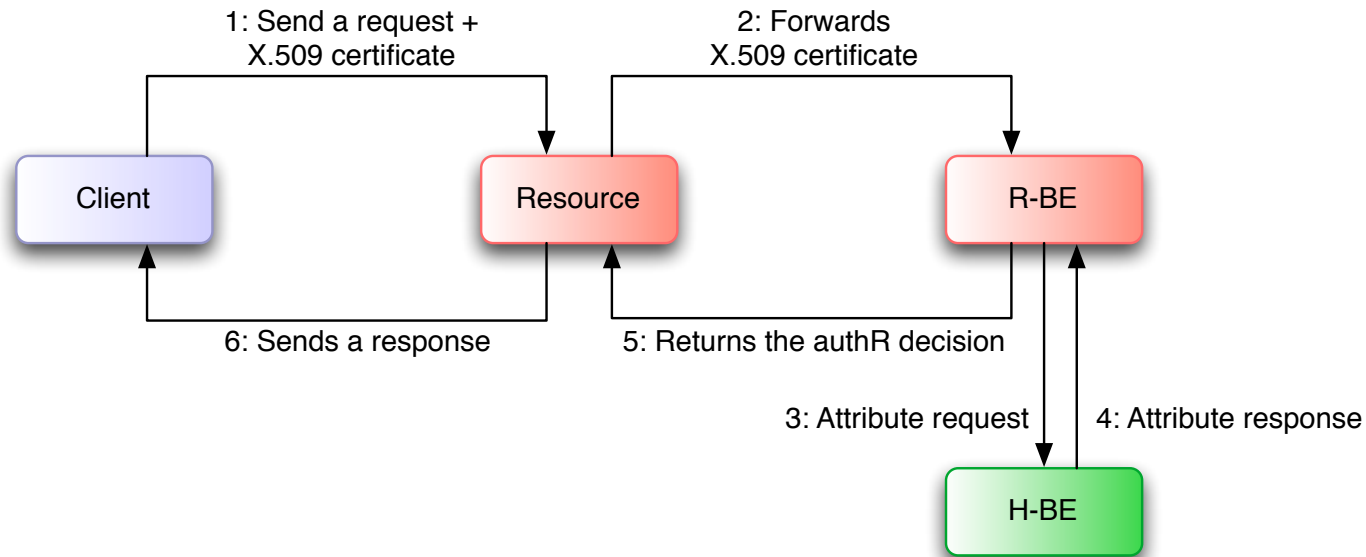 1: Send a request +
X.509 certificate
2: Forwards
X.509 certificate
Client
Resource
R-BE
6: Sends a response
5: Returns the authR decision
3: Attribute request
4: Attribute response
H-BE